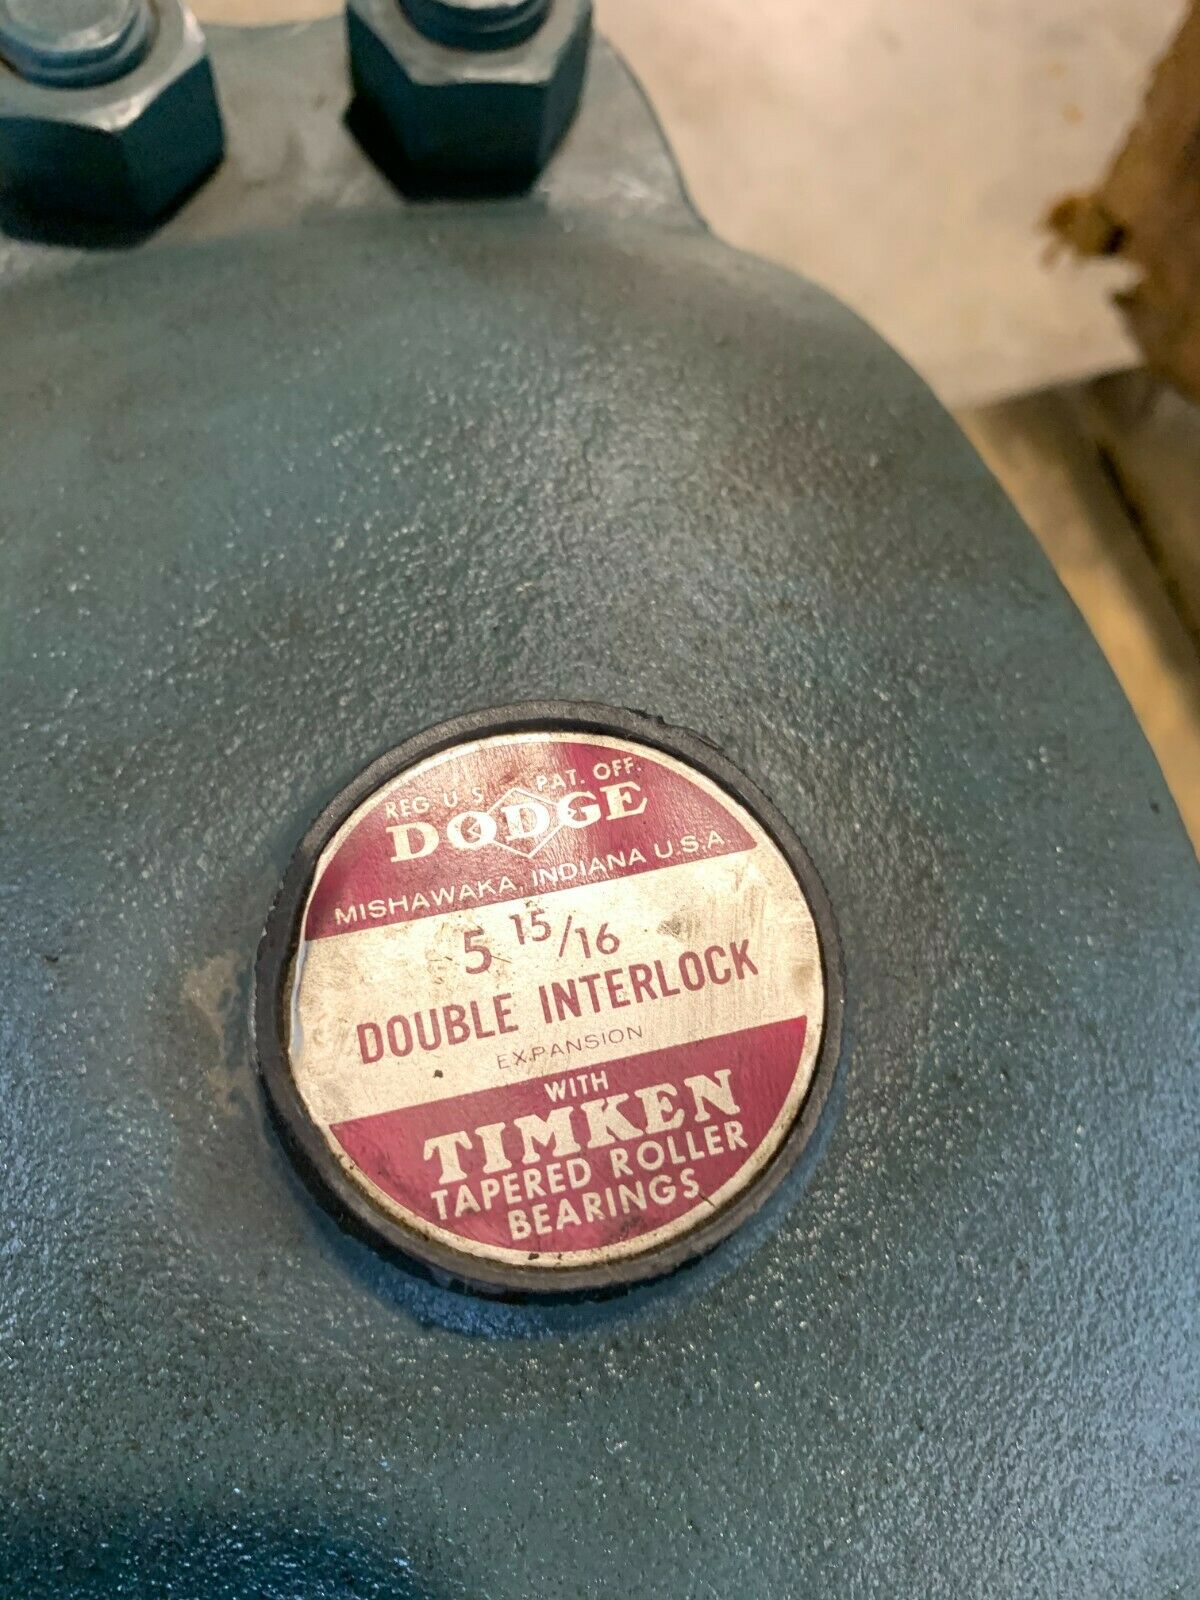 REG. U.S. PAT. OFF.
DODGE
MISHAWAKA, INDIANA U.S.A
5 15/16
DOUBLE INTERLOCK
EXPANSION
WITH
TIMKEN
TAPERED ROLLER
BEARINGS